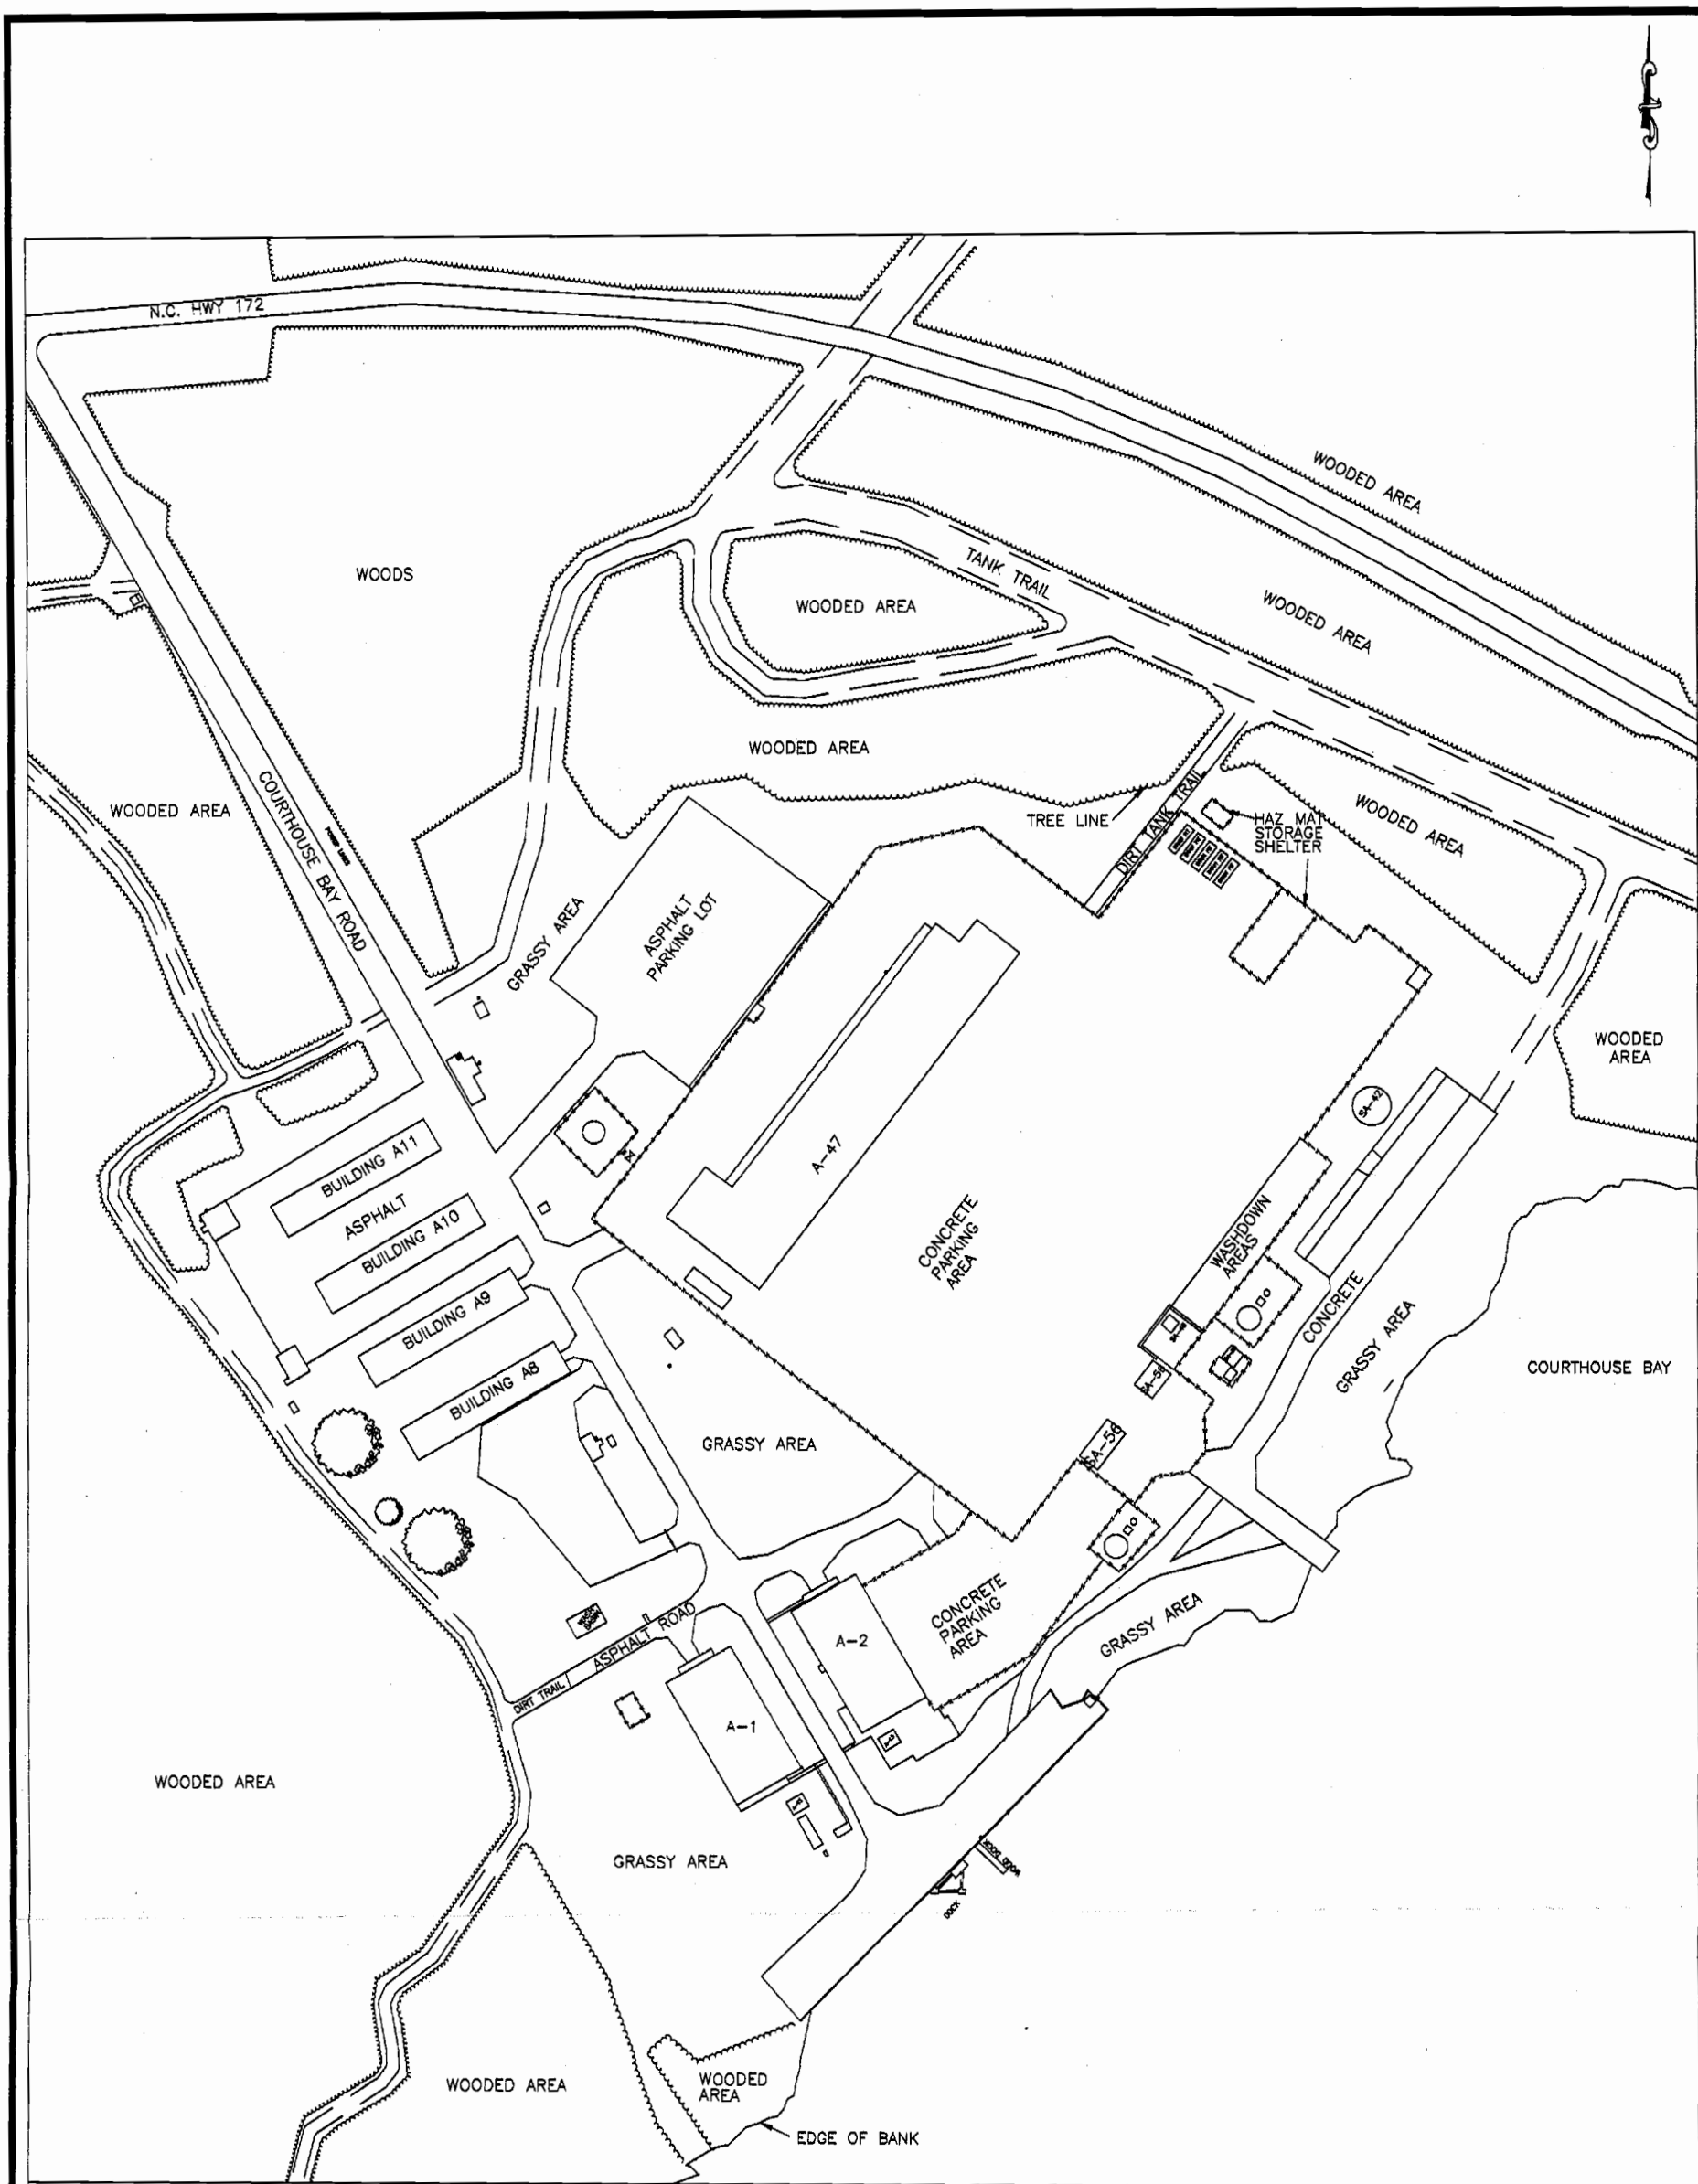 N.C. HWY 172
WOODED AREA
WOODS
TANK TRAIL
WOODED AREA
WOODED AREA
WOODED AREA
WOODED AREA
COURTHOUSE BAY ROAD
TREE LINE
DIRT TANK TRAIL
HAZ MAT
STORAGE
SHELTER
WOODED AREA
GRASSY AREA
ASPHALT
PARKING LOT
WOODED
AREA
SA-42
A-47
BUILDING A11
ASPHALT
BUILDING A10
BUILDING A9
BUILDING A8
CONCRETE
PARKING
AREA
WASHDOWN
AREAS
CONCRETE
GRASSY AREA
COURTHOUSE BAY
SA-58
GRASSY AREA
CONCRETE
PARKING
AREA
GRASSY AREA
A-2
ASPHALT ROAD
DIRT TRAIL
A-1
WOODED AREA
GRASSY AREA
WOOD DOCK
DOCK
WOODED AREA
WOODED
AREA
EDGE OF BANK